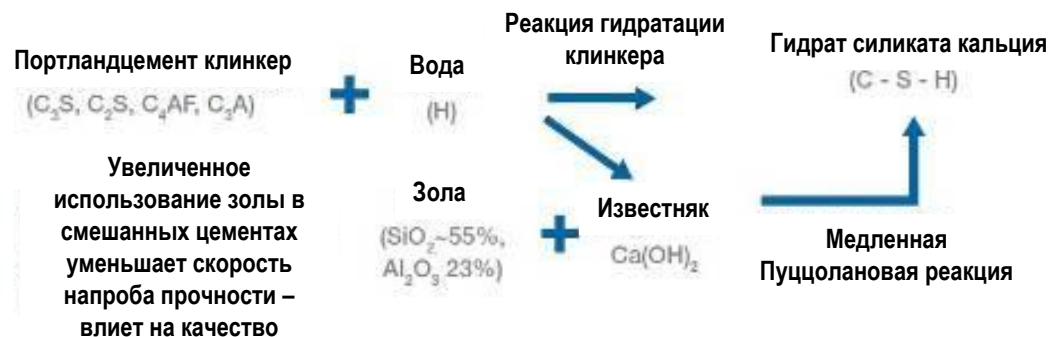 Реакция гидратации
клинкера
Гидрат силиката кальция
(C - S - H)
Портландцемент клинкер
(C₃S, C₂S, C₄AF, C₃A)
+
Вода
(H)
Увеличенное
использование золы в
смешанных цементах
уменьшает скорость
напроба прочности –
влиет на качество
Зола
(SiO₂~55%,
Al₂O₃ 23%)
+
Известняк
Ca(OH)₂
Медленная
Пуццолановая реакция